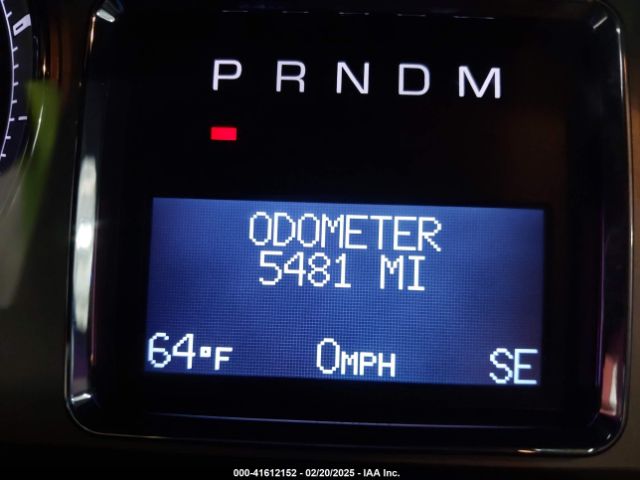 P R N D M
ODOMETER
5481 MI
64°F 0MPH SE
000-41612152 - 02/20/2025 - IAA Inc.